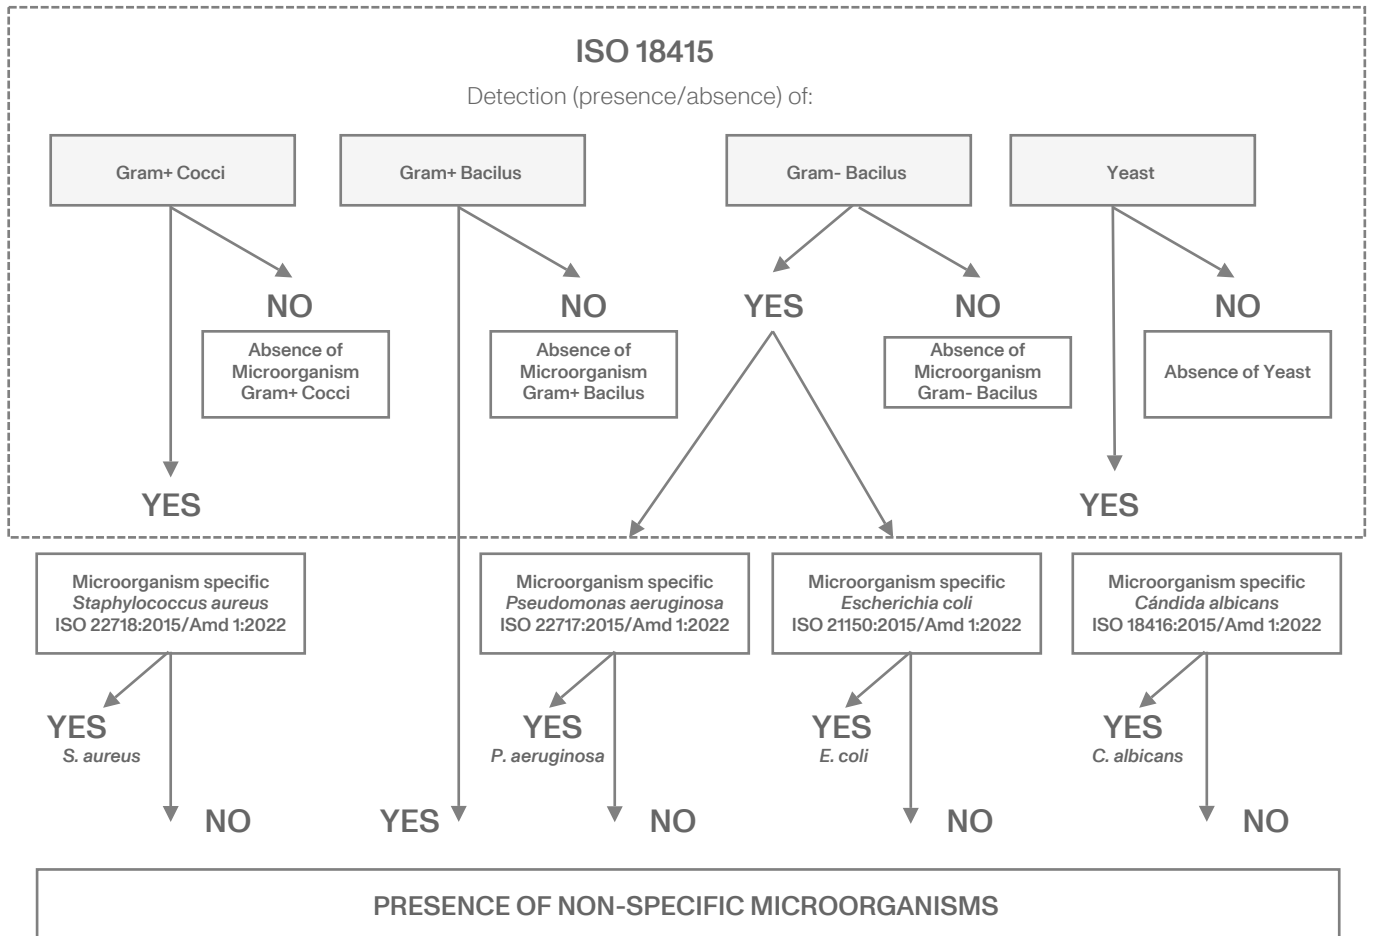 ISO 18415
Detection (presence/absence) of:
Gram+ Cocci
Gram+ Bacilus
Gram- Bacilus
Yeast
NO
Absence of
Microorganism
Gram+ Cocci
NO
Absence of
Microorganism
Gram+ Bacilus
YES
NO
Absence of
Microorganism
Gram- Bacilus
NO
Absence of Yeast
YES
YES
Microorganism specific
Staphylococcus aureus
ISO 22718:2015/Amd 1:2022
Microorganism specific
Pseudomonas aeruginosa
ISO 22717:2015/Amd 1:2022
Microorganism specific
Escherichia coli
ISO 21150:2015/Amd 1:2022
Microorganism specific
Cándida albicans
ISO 18416:2015/Amd 1:2022
YES
S. aureus
YES
P. aeruginosa
YES
E. coli
YES
C. albicans
NO
YES
NO
NO
NO
PRESENCE OF NON-SPECIFIC MICROORGANISMS